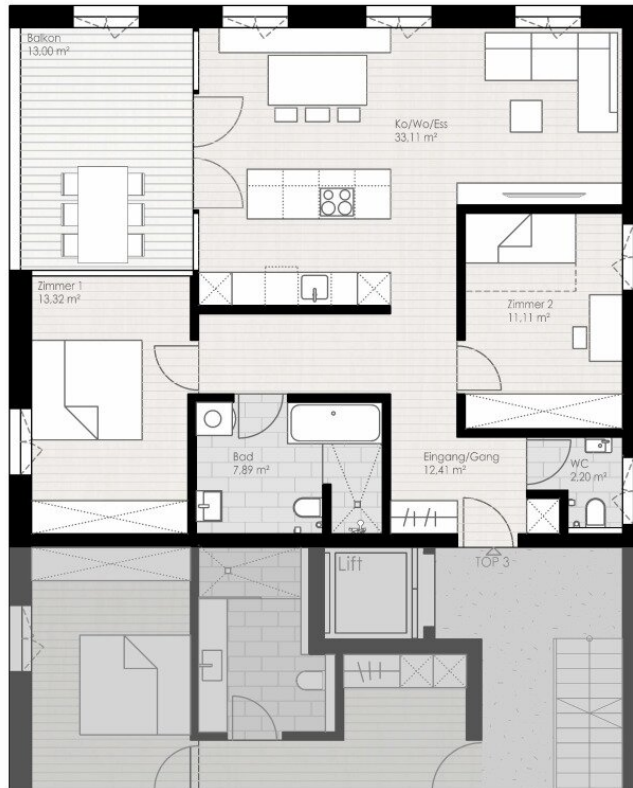 Balkon
13,00 m²
Ko/Wo/Ess
33,11 m²
Zimmer 1
13,32 m²
Zimmer 2
11,11 m²
Bad
7,89 m²
Eingang/Gang
12,41 m²
WC
2,20 m²
Lift
TOP 3